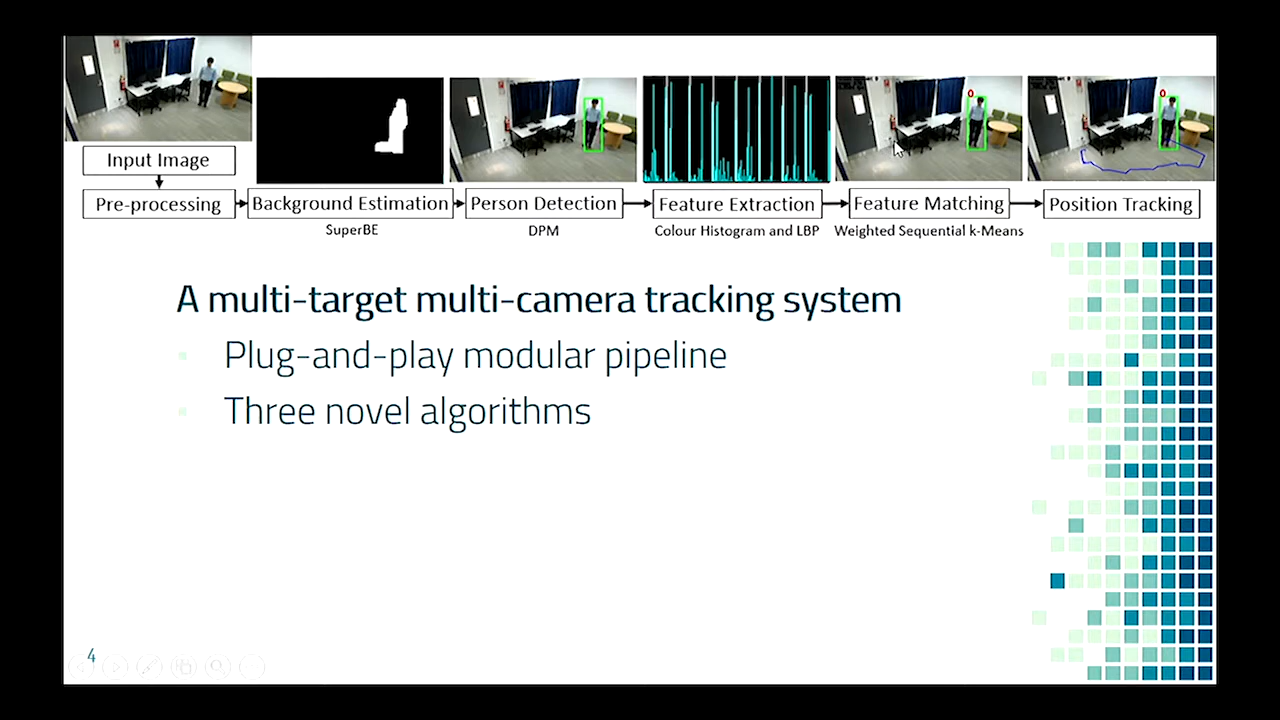 Input Image
Pre-processing
Background Estimation
Person Detection
Feature Extraction
Feature Matching
Position Tracking
SuperBE
DPM
Colour Histogram and LBP
Weighted Sequential k-Means
0
0
A multi-target multi-camera tracking system
Plug-and-play modular pipeline
Three novel algorithms
4